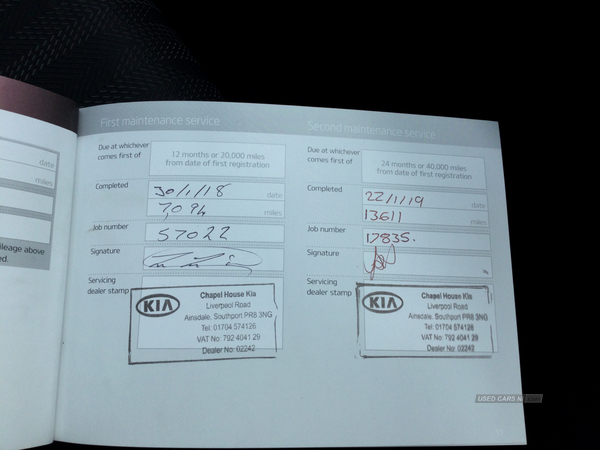 date
miles
ileage above
ed.
First maintenance service
Due at whichever
comes first of
12 months or 20,000 miles
from date of first registration
Completed
30/1/18 date
miles
Job number
57022
Signature
Servicing
dealer stamp
KIA
Chapel House Kia
Liverpool Road
Ainsdale, Southport PR8 3NG
Tel: 01704 574126
VAT No: 792 4041 29
Dealer No: 02242
Second maintenance service
Due at whichever
comes first of
24 months or 40,000 miles
from date of first registration
Completed
22/1/19 date
13611 miles
Job number
17835.
Signature
Servicing
dealer stamp
KIA
Chapel House Kia
Liverpool Road
Ainsdale, Southport PR8 3NG
Tel: 01704 574126
VAT No: 792 4041 29
Dealer No: 02242
USED CARS NI